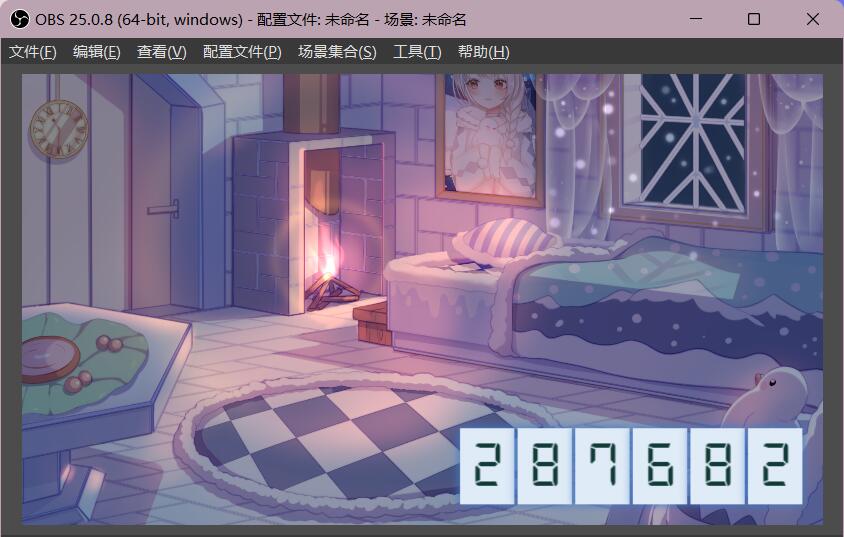 OBS 25.0.8 (64-bit, windows) - 配置文件: 未命名 - 场景: 未命名
文件(F) 编辑(E) 查看(V) 配置文件(P) 场景集合(S) 工具(T) 帮助(H)
287682